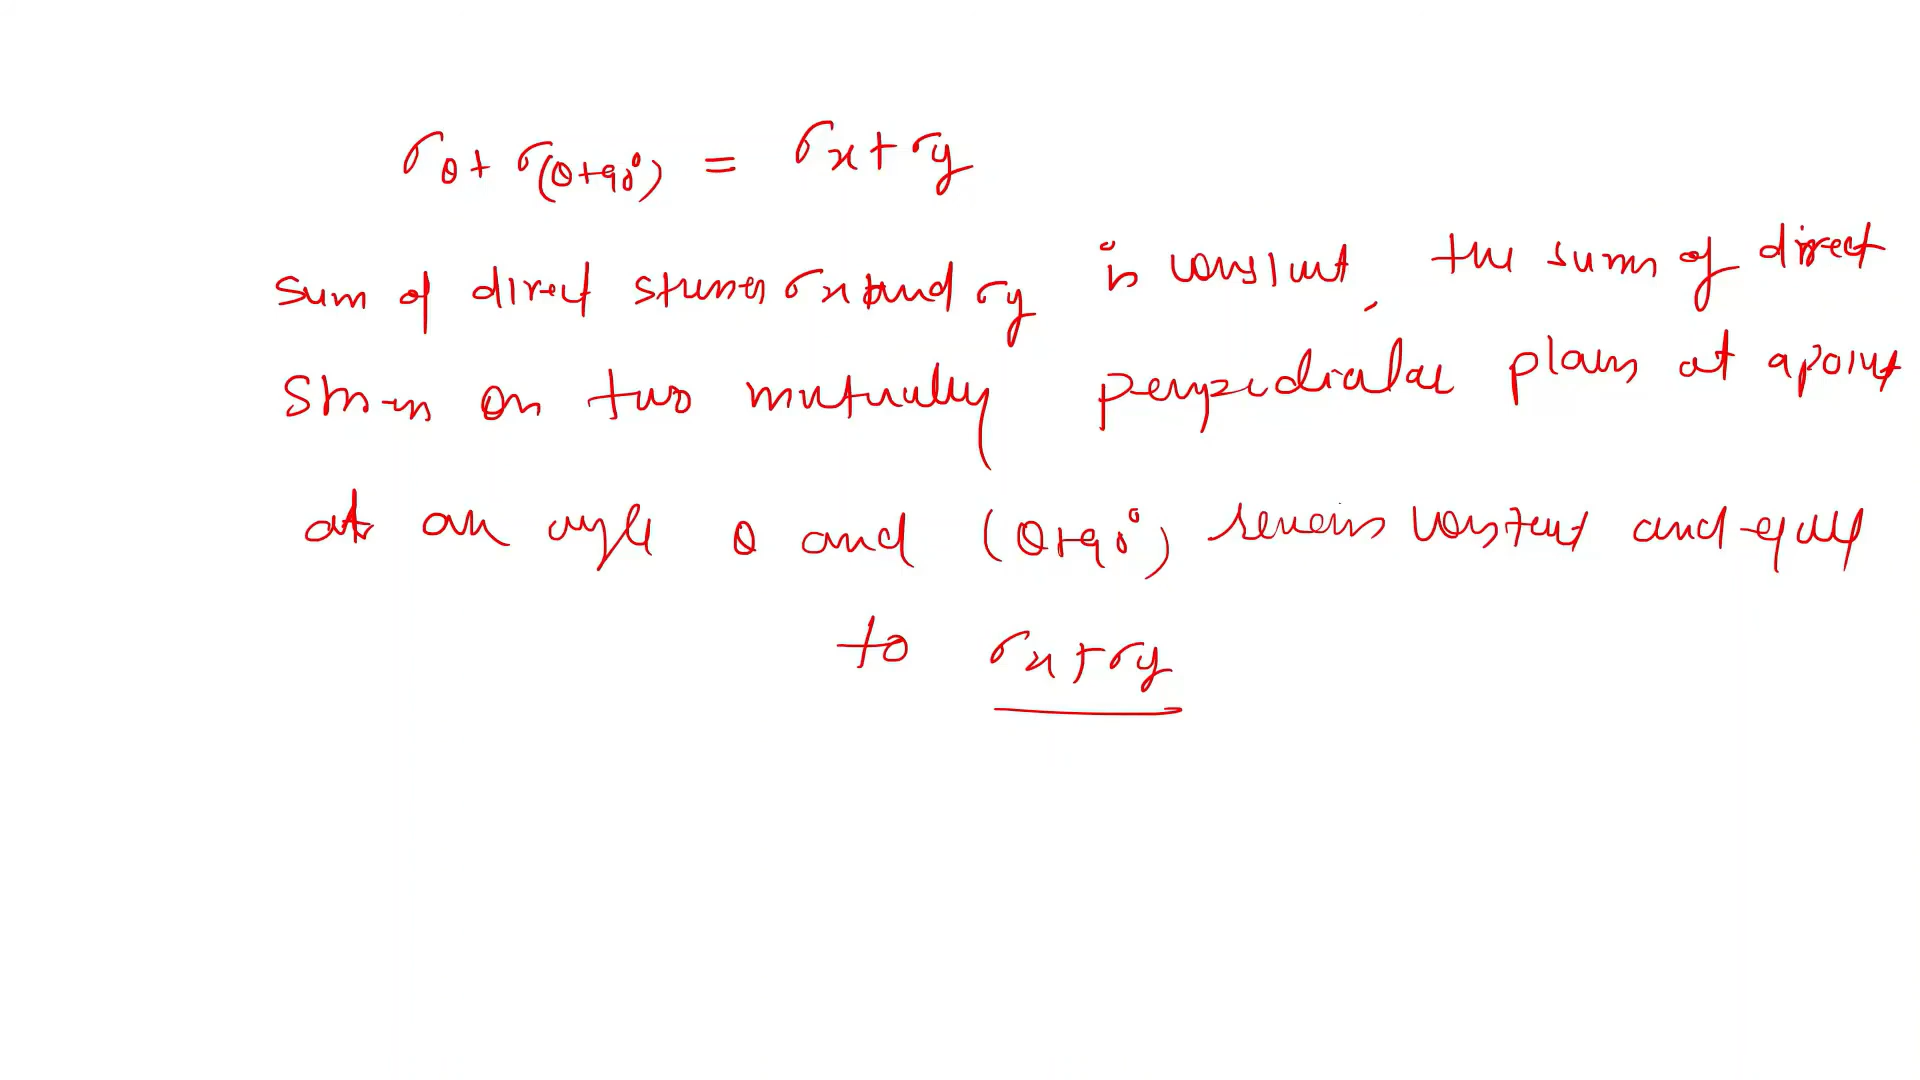 σθ + σ(θ+90°) = σx + σy
sum of direct stresses σx and σy is constant, the sum of direct
stress on two mutually perpendicular planes at a point
at an angle θ and (θ+90°) remains constant and equal
to σx + σy